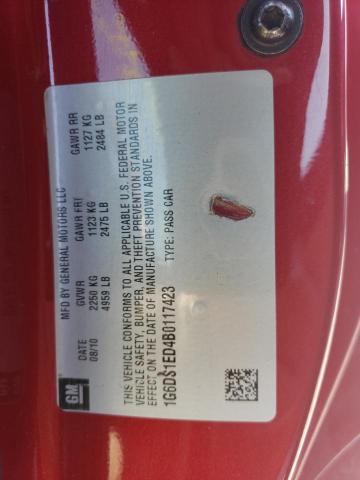 GM
MFD BY GENERAL MOTORS LLC
DATE GVWR GAWR FRT GAWR RR
08/10 2250 KG 1123 KG 1127 KG
4959 LB 2475 LB 2484 LB
THIS VEHICLE CONFORMS TO ALL APPLICABLE U.S. FEDERAL MOTOR
VEHICLE SAFETY, BUMPER, AND THEFT PREVENTION STANDARDS IN
EFFECT ON THE DATE OF MANUFACTURE SHOWN ABOVE.
1G6DS1ED4B0117423 TYPE: PASS CAR